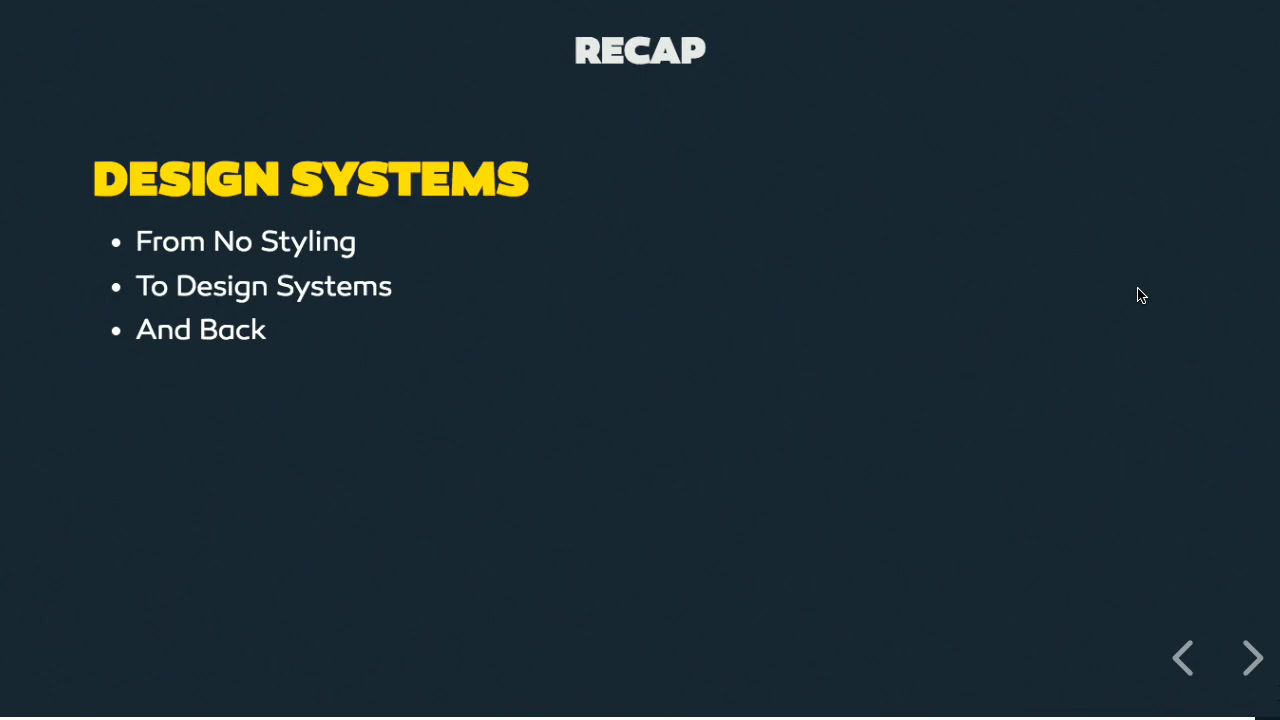 RECAP
DESIGN SYSTEMS
• From No Styling
• To Design Systems
• And Back